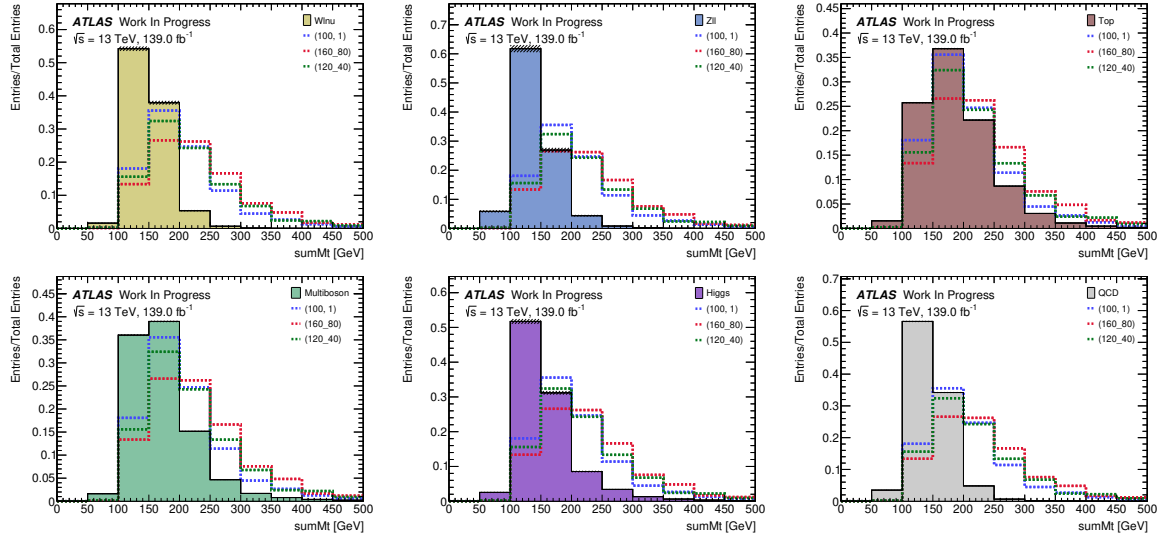 ATLAS Work In Progress
√s = 13 TeV, 139.0 fb⁻¹
Wlnu
(100, 1)
(160_80)
(120_40)
Entries/Total Entries
0.6
0.5
0.4
0.3
0.2
0.1
0
0 50 100 150 200 250 300 350 400 450 500
sumMt [GeV]
ATLAS Work In Progress
√s = 13 TeV, 139.0 fb⁻¹
Zll
(100, 1)
(160_80)
(120_40)
Entries/Total Entries
0.7
0.6
0.5
0.4
0.3
0.2
0.1
0
0 50 100 150 200 250 300 350 400 450 500
sumMt [GeV]
ATLAS Work In Progress
√s = 13 TeV, 139.0 fb⁻¹
Top
(100, 1)
(160_80)
(120_40)
Entries/Total Entries
0.45
0.4
0.35
0.3
0.25
0.2
0.15
0.1
0.05
0
0 50 100 150 200 250 300 350 400 450 500
sumMt [GeV]
ATLAS Work In Progress
√s = 13 TeV, 139.0 fb⁻¹
Multiboson
(100, 1)
(160_80)
(120_40)
Entries/Total Entries
0.45
0.4
0.35
0.3
0.25
0.2
0.15
0.1
0.05
0
0 50 100 150 200 250 300 350 400 450 500
sumMt [GeV]
ATLAS Work In Progress
√s = 13 TeV, 139.0 fb⁻¹
Higgs
(100, 1)
(160_80)
(120_40)
Entries/Total Entries
0.6
0.5
0.4
0.3
0.2
0.1
0
0 50 100 150 200 250 300 350 400 450 500
sumMt [GeV]
ATLAS Work In Progress
√s = 13 TeV, 139.0 fb⁻¹
QCD
(100, 1)
(160_80)
(120_40)
Entries/Total Entries
0.7
0.6
0.5
0.4
0.3
0.2
0.1
0
0 50 100 150 200 250 300 350 400 450 500
sumMt [GeV]